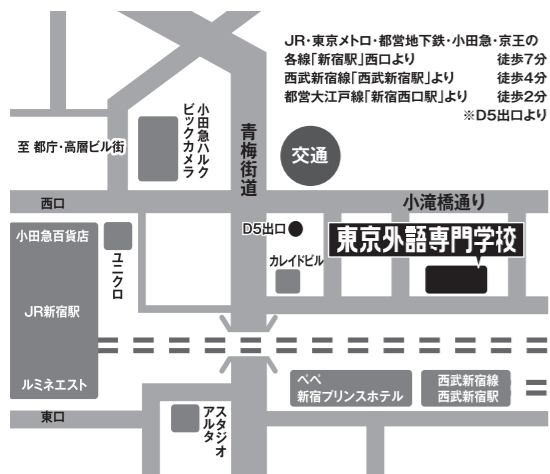 JR・東京メトロ・都営地下鉄・小田急・京王の
各線「新宿駅」西口より 徒歩7分
西武新宿線「西武新宿駅」より 徒歩4分
都営大江戸線「新宿西口駅」より 徒歩2分
※D5出口より
小田急ハルク
ビックカメラ
青梅街道
交通
至 都庁・高層ビル街
西口
小滝橋通り
小田急百貨店
ユニクロ
D5出口
東京外語専門学校
カレイドビル
JR新宿駅
ルミネエスト
ペペ
新宿プリンスホテル
西武新宿線
西武新宿駅
東口
スタジオ
アルタ